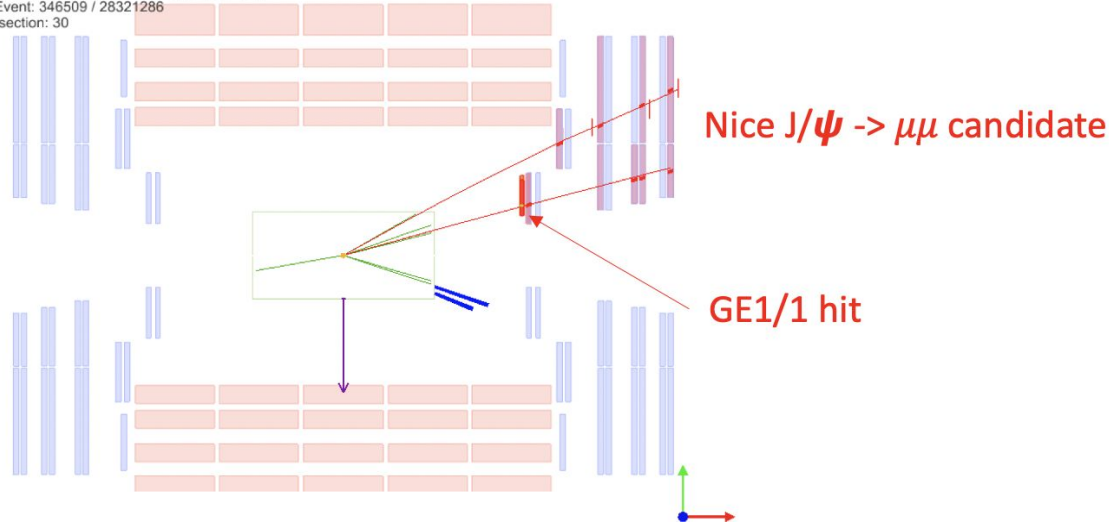 Event: 346509 / 28321286
section: 30
Nice J/ψ -> μμ candidate
GE1/1 hit